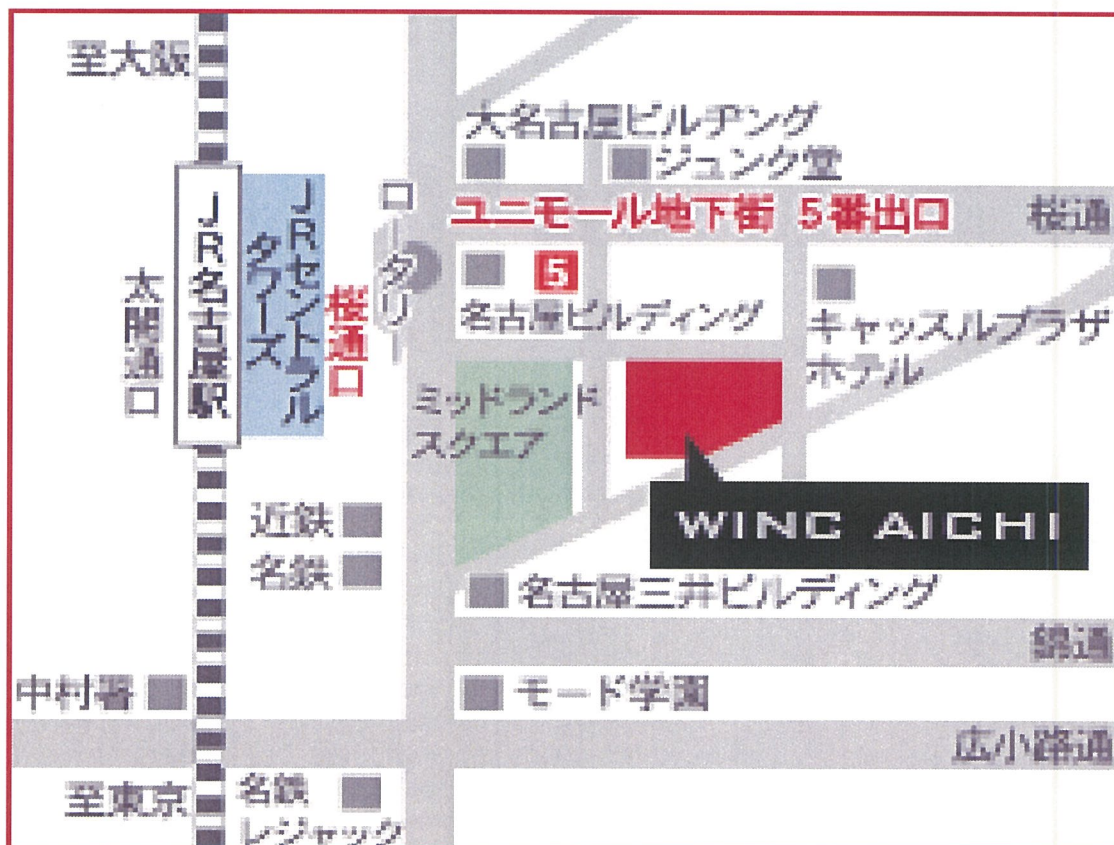 至大阪
大名古屋ビルヂング
ジュンク堂
ユニモール地下街 5番出口
桜通
JR名古屋駅
JRセントラル
タワーズ
太閤通口
桜通口
ロータリー
5
名古屋ビルディング
キャッスルプラザ
ホテル
ミッドランド
スクエア
WINC AICHI
近鉄
名鉄
名古屋三井ビルディング
錦通
中村署
モード学園
広小路通
至東京
名鉄
レジャック